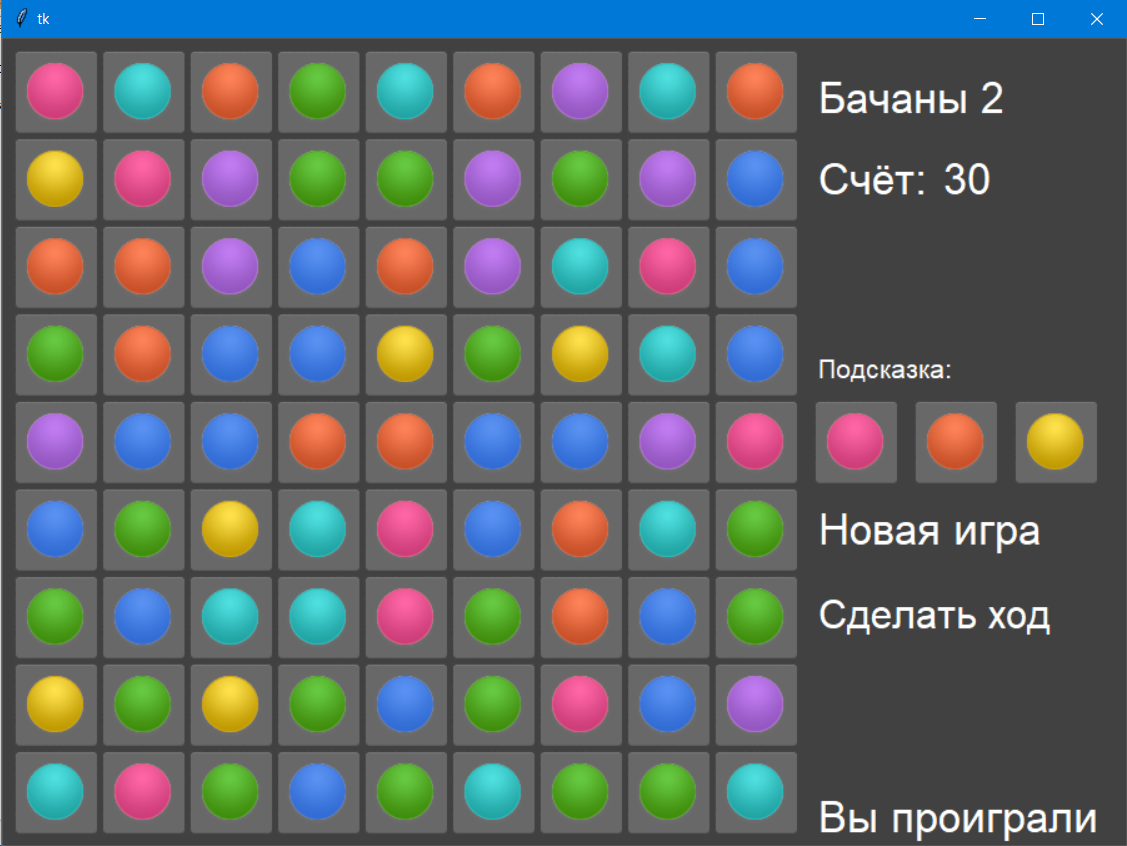 tk
Бачаны 2
Счёт: 30
Подсказка:
Новая игра
Сделать ход
Вы проиграли